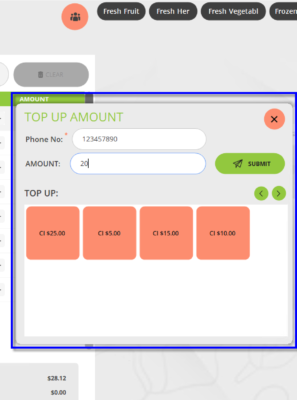 Fresh Fruit Fresh Her Fresh Vegetabl Frozen
CLEAR
AMOUNT
TOP UP AMOUNT
Phone No: * 123457890
AMOUNT: 20
SUBMIT
TOP UP:
CI $25.00 CI $5.00 CI $15.00 CI $10.00
$28.12
$0.00